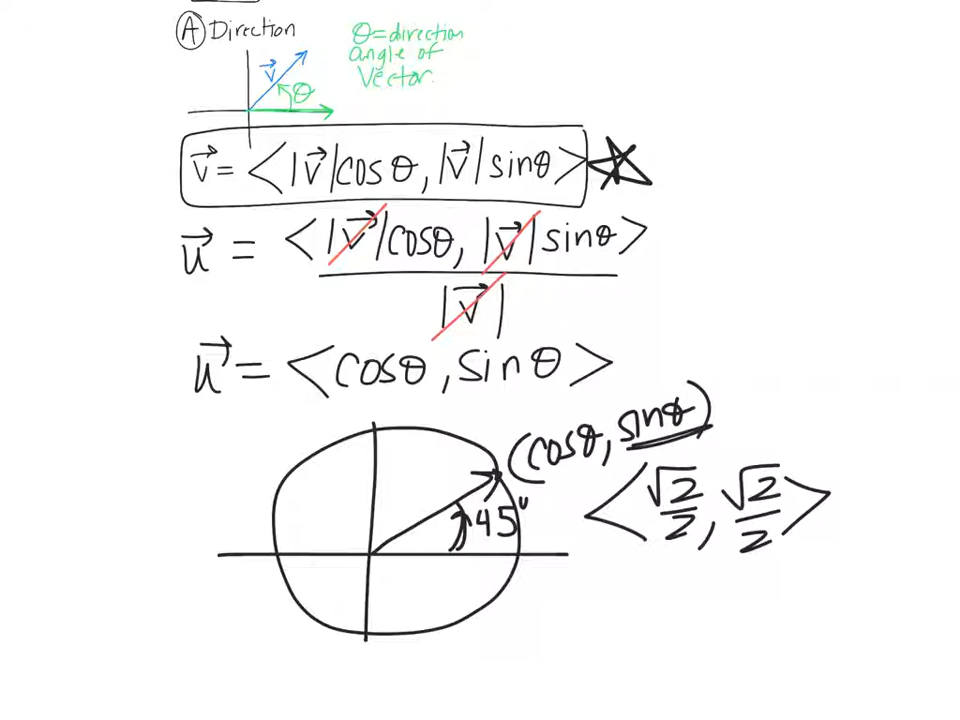 Ⓐ Direction
θ=direction
angle of
vector.
v⃗
θ
v⃗ = <|v⃗|cosθ, |v⃗|sinθ>
u⃗ = <|v⃗|cosθ, |v⃗|sinθ>
|v⃗|
u⃗ = <cosθ, sinθ>
(cosθ, sinθ)
45°
<√2/2, √2/2>